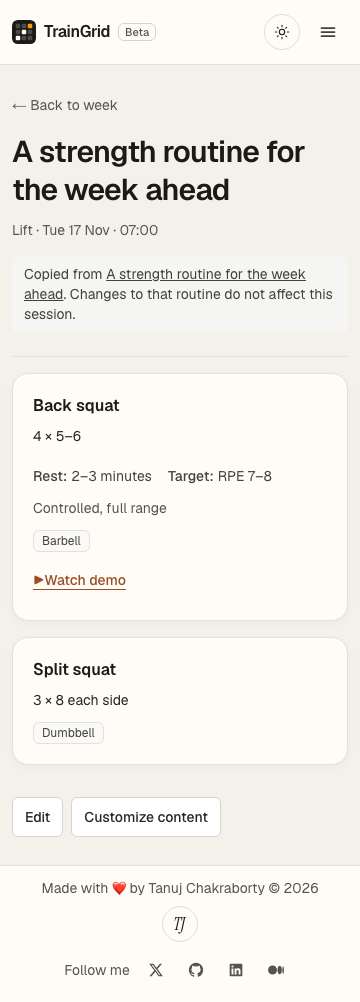 TrainGrid Beta
← Back to week
A strength routine for
the week ahead
Lift · Tue 17 Nov · 07:00
Copied from A strength routine for the week
ahead. Changes to that routine do not affect this
session.
Back squat
4 × 5–6
Rest: 2–3 minutes Target: RPE 7–8
Controlled, full range
Barbell
▶Watch demo
Split squat
3 × 8 each side
Dumbbell
Edit Customize content
Made with ❤️ by Tanuj Chakraborty © 2026
TJ
Follow me